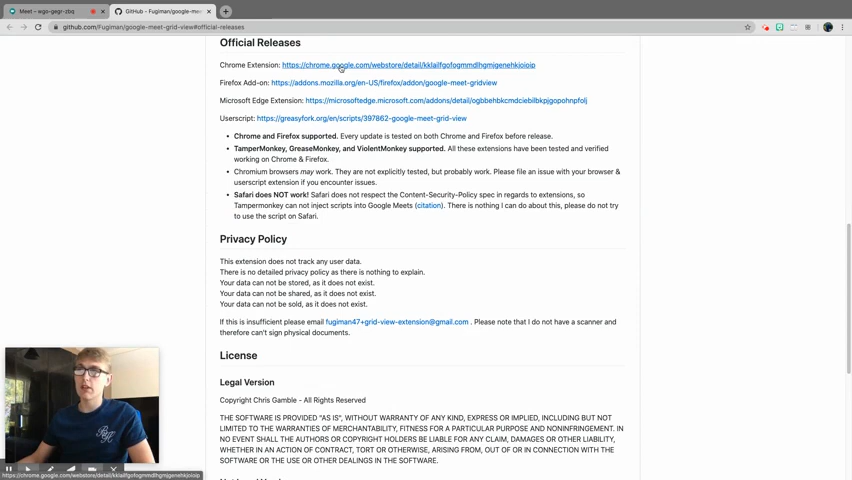 Meet – wgo-gegr-zbq
GitHub - Fugiman/google-meet-
github.com/Fugiman/google-meet-grid-view#official-releases
Official Releases
Chrome Extension: https://chrome.google.com/webstore/detail/kklailfgofogmmdlhgmjgenehkjoioip
Firefox Add-on: https://addons.mozilla.org/en-US/firefox/addon/google-meet-gridview
Microsoft Edge Extension: https://microsoftedge.microsoft.com/addons/detail/ogbbehbkcmdciebilbkpjgopohnpfolj
Userscript: https://greasyfork.org/en/scripts/397862-google-meet-grid-view
• Chrome and Firefox supported. Every update is tested on both Chrome and Firefox before release.
• TamperMonkey, GreaseMonkey, and ViolentMonkey supported. All these extensions have been tested and verified
working on Chrome & Firefox.
• Chromium browsers may work. They are not explicitly tested, but probably work. Please file an issue with your browser &
userscript extension if you encounter issues.
• Safari does NOT work! Safari does not respect the Content-Security-Policy spec in regards to extensions, so
Tampermonkey can not inject scripts into Google Meets (citation). There is nothing I can do about this, please do not try
to use the script on Safari.
Privacy Policy
This extension does not track any user data.
There is no detailed privacy policy as there is nothing to explain.
Your data can not be stored, as it does not exist.
Your data can not be shared, as it does not exist.
Your data can not be sold, as it does not exist.
If this is insufficient please email fugiman47+grid-view-extension@gmail.com . Please note that I do not have a scanner and
therefore can't sign physical documents.
License
Legal Version
Copyright Chris Gamble - All Rights Reserved
THE SOFTWARE IS PROVIDED "AS IS", WITHOUT WARRANTY OF ANY KIND, EXPRESS OR IMPLIED, INCLUDING BUT NOT
LIMITED TO THE WARRANTIES OF MERCHANTABILITY, FITNESS FOR A PARTICULAR PURPOSE AND NONINFRINGEMENT. IN
NO EVENT SHALL THE AUTHORS OR COPYRIGHT HOLDERS BE LIABLE FOR ANY CLAIM, DAMAGES OR OTHER LIABILITY,
WHETHER IN AN ACTION OF CONTRACT, TORT OR OTHERWISE, ARISING FROM, OUT OF OR IN CONNECTION WITH THE
SOFTWARE OR THE USE OR OTHER DEALINGS IN THE SOFTWARE.
https://chrome.google.com/webstore/detail/kklailfgofogmmdlhgmjgenehkjoioip